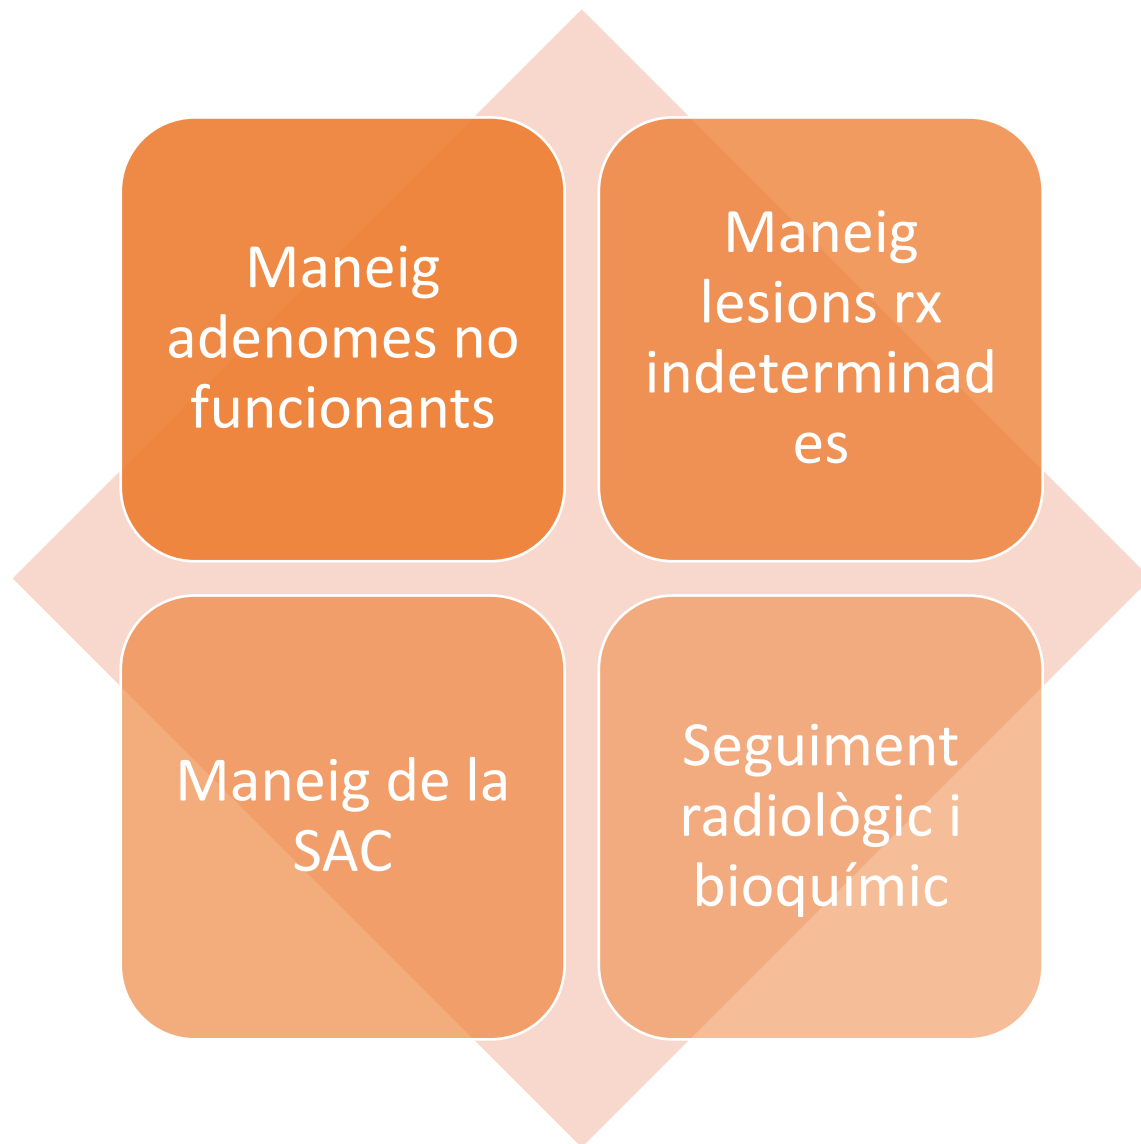 Maneig
adenomes no
funcionants
Maneig
lesions rx
indeterminad
es
Maneig de la
SAC
Seguiment
radiològic i
bioquímic